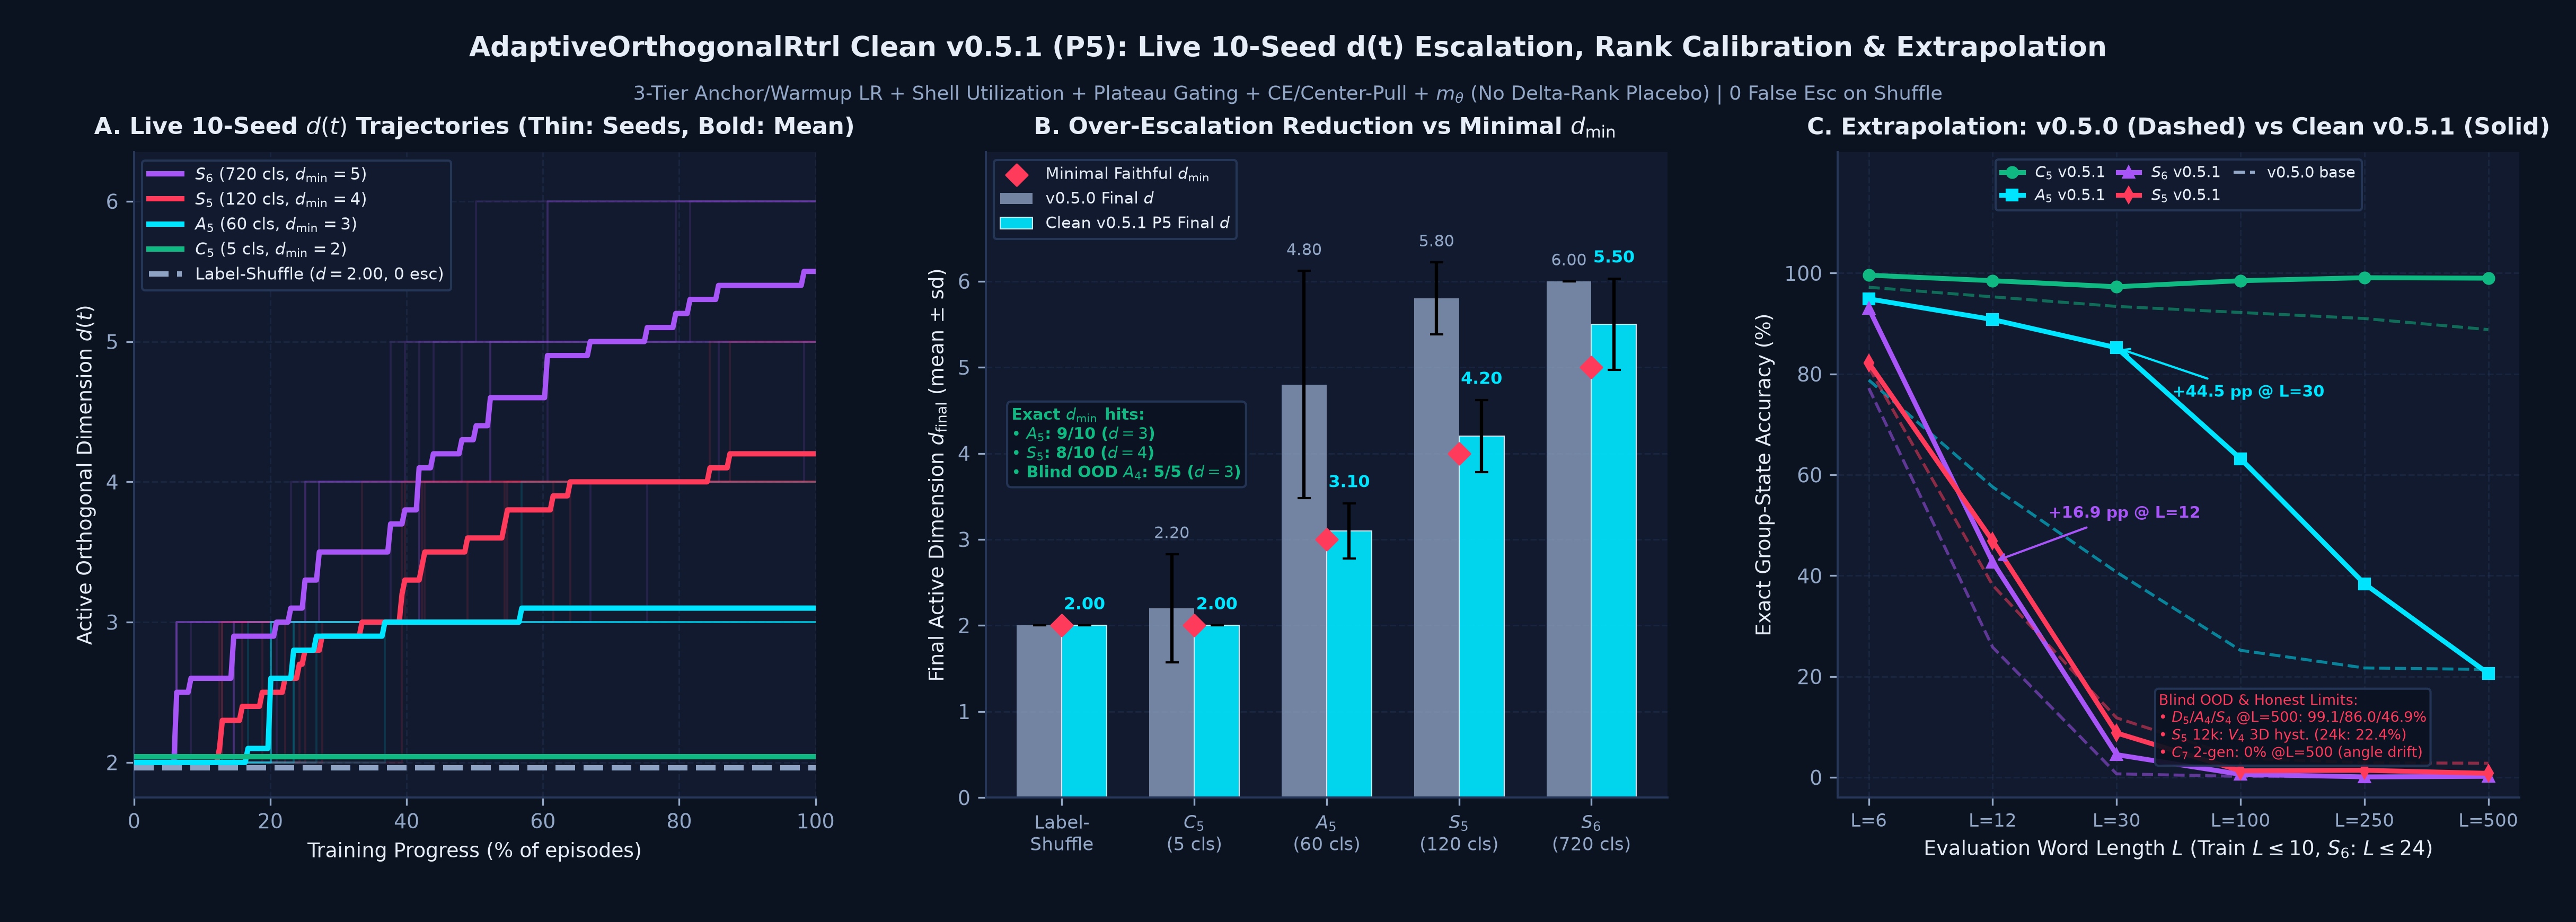 AdaptiveOrthogonalRtrl Clean v0.5.1 (P5): Live 10-Seed d(t) Escalation, Rank Calibration & Extrapolation
3-Tier Anchor/Warmup LR + Shell Utilization + Plateau Gating + CE/Center-Pull + mθ (No Delta-Rank Placebo) | 0 False Esc on Shuffle
A. Live 10-Seed d(t) Trajectories (Thin: Seeds, Bold: Mean)
S6 (720 cls, dmin = 5)
S5 (120 cls, dmin = 4)
A5 (60 cls, dmin = 3)
C5 (5 cls, dmin = 2)
Label-Shuffle (d = 2.00, 0 esc)
Active Orthogonal Dimension d(t)
6
5
4
3
2
0 20 40 60 80 100
Training Progress (% of episodes)
B. Over-Escalation Reduction vs Minimal dmin
Minimal Faithful dmin
v0.5.0 Final d
Clean v0.5.1 P5 Final d
Exact dmin hits:
• A5: 9/10 (d = 3)
• S5: 8/10 (d = 4)
• Blind OOD A4: 5/5 (d = 3)
2.00
2.20
2.00
4.80
3.10
5.80
4.20
6.00
5.50
Final Active Dimension dfinal (mean ± sd)
6
5
4
3
2
1
0
Label-
Shuffle
C5
(5 cls)
A5
(60 cls)
S5
(120 cls)
S6
(720 cls)
C. Extrapolation: v0.5.0 (Dashed) vs Clean v0.5.1 (Solid)
C5 v0.5.1
A5 v0.5.1
S6 v0.5.1
S5 v0.5.1
v0.5.0 base
+44.5 pp @ L=30
+16.9 pp @ L=12
Blind OOD & Honest Limits:
• D5/A4/S4 @L=500: 99.1/86.0/46.9%
• S5 12k: V4 3D hyst. (24k: 22.4%)
• C7 2-gen: 0% @L=500 (angle drift)
Exact Group-State Accuracy (%)
100
80
60
40
20
0
L=6 L=12 L=30 L=100 L=250 L=500
Evaluation Word Length L (Train L ≤ 10, S6: L ≤ 24)